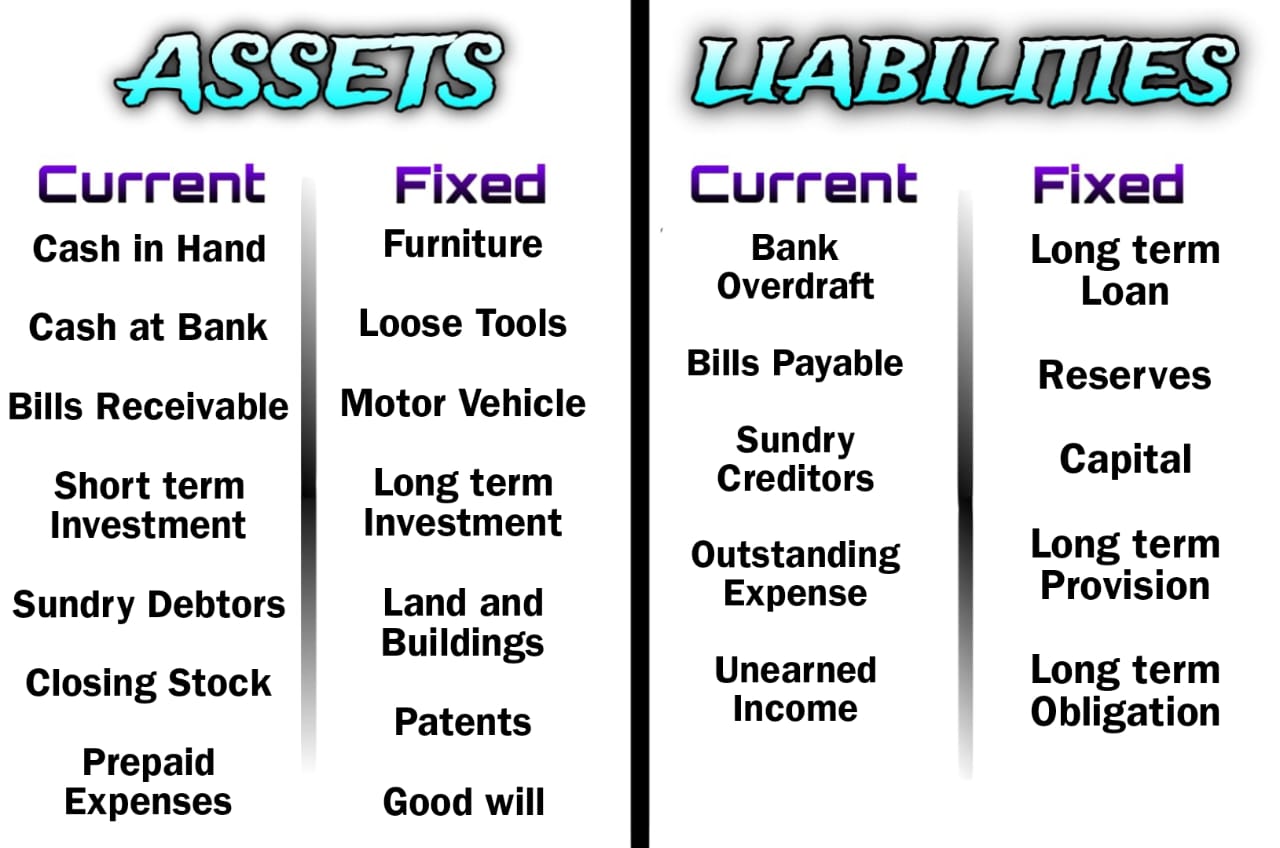 ASSETS
Current
Cash in Hand
Cash at Bank
Bills Receivable
Short term
Investment
Sundry Debtors
Closing Stock
Prepaid
Expenses
Fixed
Furniture
Loose Tools
Motor Vehicle
Long term
Investment
Land and
Buildings
Patents
Good will
LIABILITIES
Current
Bank
Overdraft
Bills Payable
Sundry
Creditors
Outstanding
Expense
Unearned
Income
Fixed
Long term
Loan
Reserves
Capital
Long term
Provision
Long term
Obligation